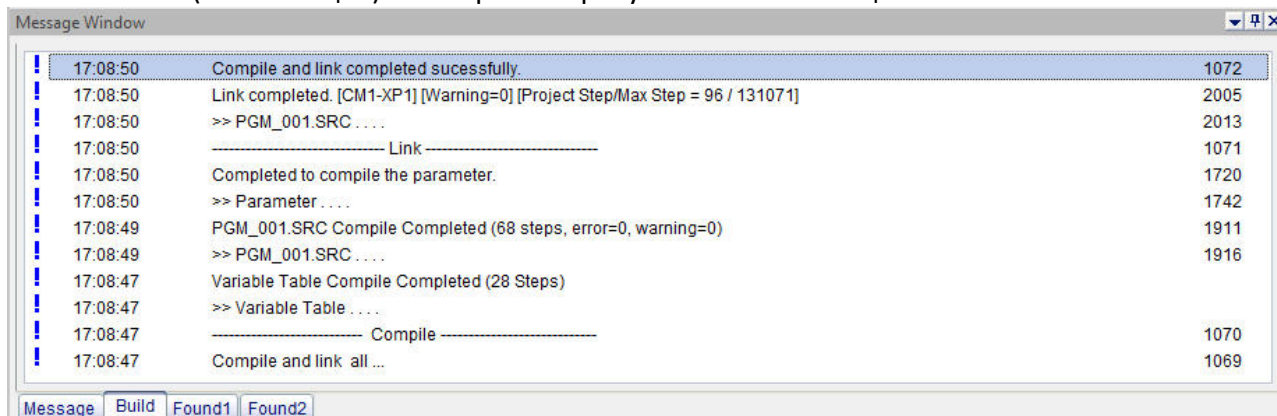 Message Window
! 17:08:50 Compile and link completed sucessfully. 1072
! 17:08:50 Link completed. [CM1-XP1] [Warning=0] [Project Step/Max Step = 96 / 131071] 2005
! 17:08:50 >> PGM_001.SRC . . . . 2013
! 17:08:50 ------------------------------ Link ------------------------------ 1071
! 17:08:50 Completed to compile the parameter. 1720
! 17:08:50 >> Parameter . . . . 1742
! 17:08:49 PGM_001.SRC Compile Completed (68 steps, error=0, warning=0) 1911
! 17:08:49 >> PGM_001.SRC . . . . 1916
! 17:08:47 Variable Table Compile Completed (28 Steps)
! 17:08:47 >> Variable Table . . . .
! 17:08:47 --------------------------- Compile --------------------------- 1070
! 17:08:47 Compile and link all ... 1069
Message Build Found1 Found2